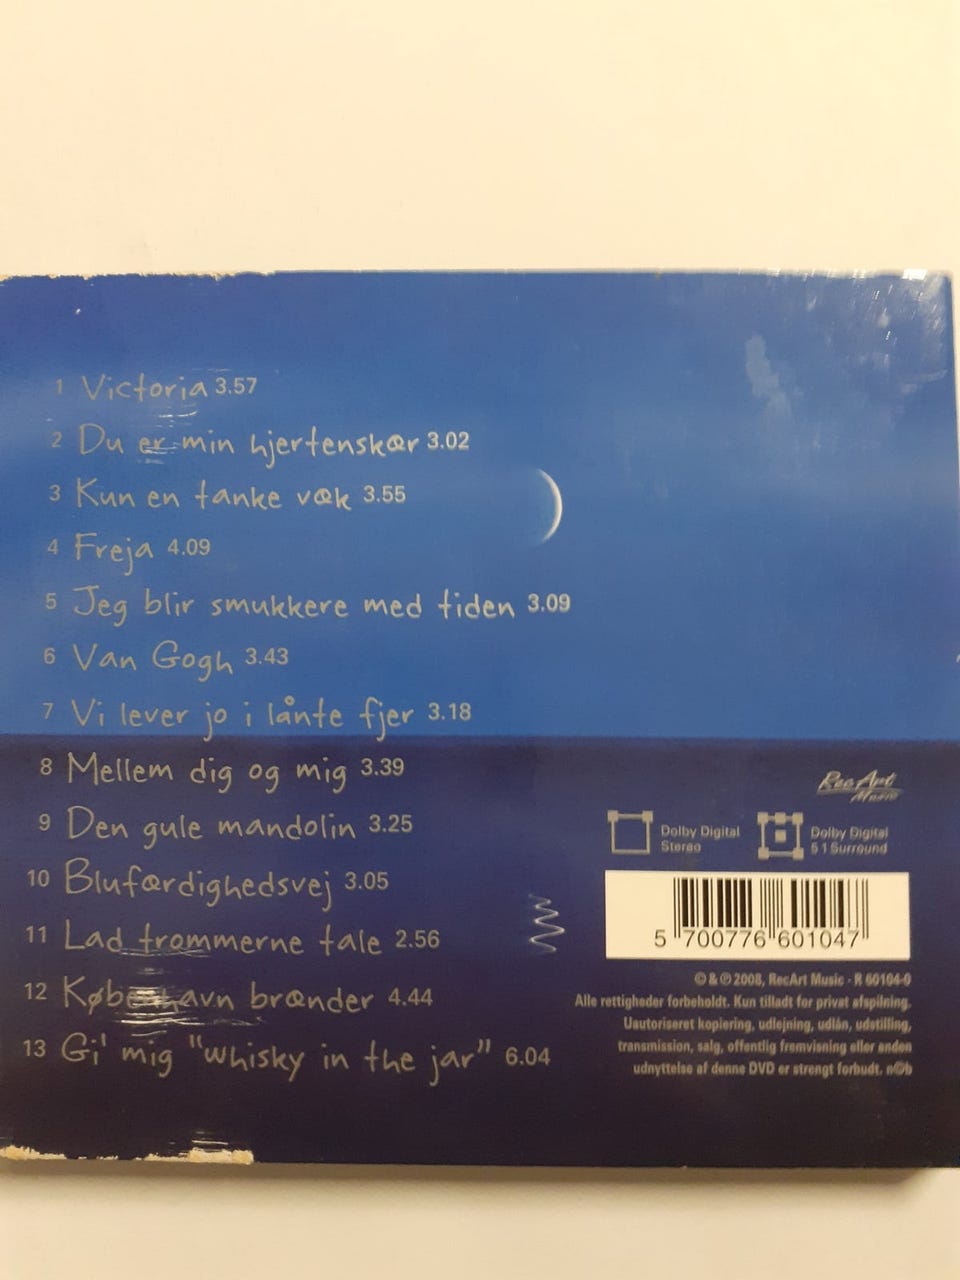 1 Victoria 3.57
2 Du er min hjertenskær 3.02
3 Kun en tanke væk 3.55
4 Freja 4.09
5 Jeg blir smukkere med tiden 3.09
6 Van Gogh 3.43
7 Vi lever jo i lånte fjer 3.18
8 Mellem dig og mig 3.39
9 Den gule mandolin 3.25
10 Blufærdighedsvej 3.05
11 Lad trommerne tale 2.56
12 København brænder 4.44
13 Gi' mig "whisky in the jar" 6.04
RecArt
Music
Dolby Digital
Stereo
Dolby Digital
5 1 Surround
5 700776 601047
© & ℗ 2008, RecArt Music · R 60104-9
Alle rettigheder forbeholdt. Kun tilladt for privat afspilning.
Uautoriseret kopiering, udlejning, udlån, udstilling,
transmission, salg, offentlig fremvisning eller anden
udnyttelse af denne DVD er strengt forbudt. n©b